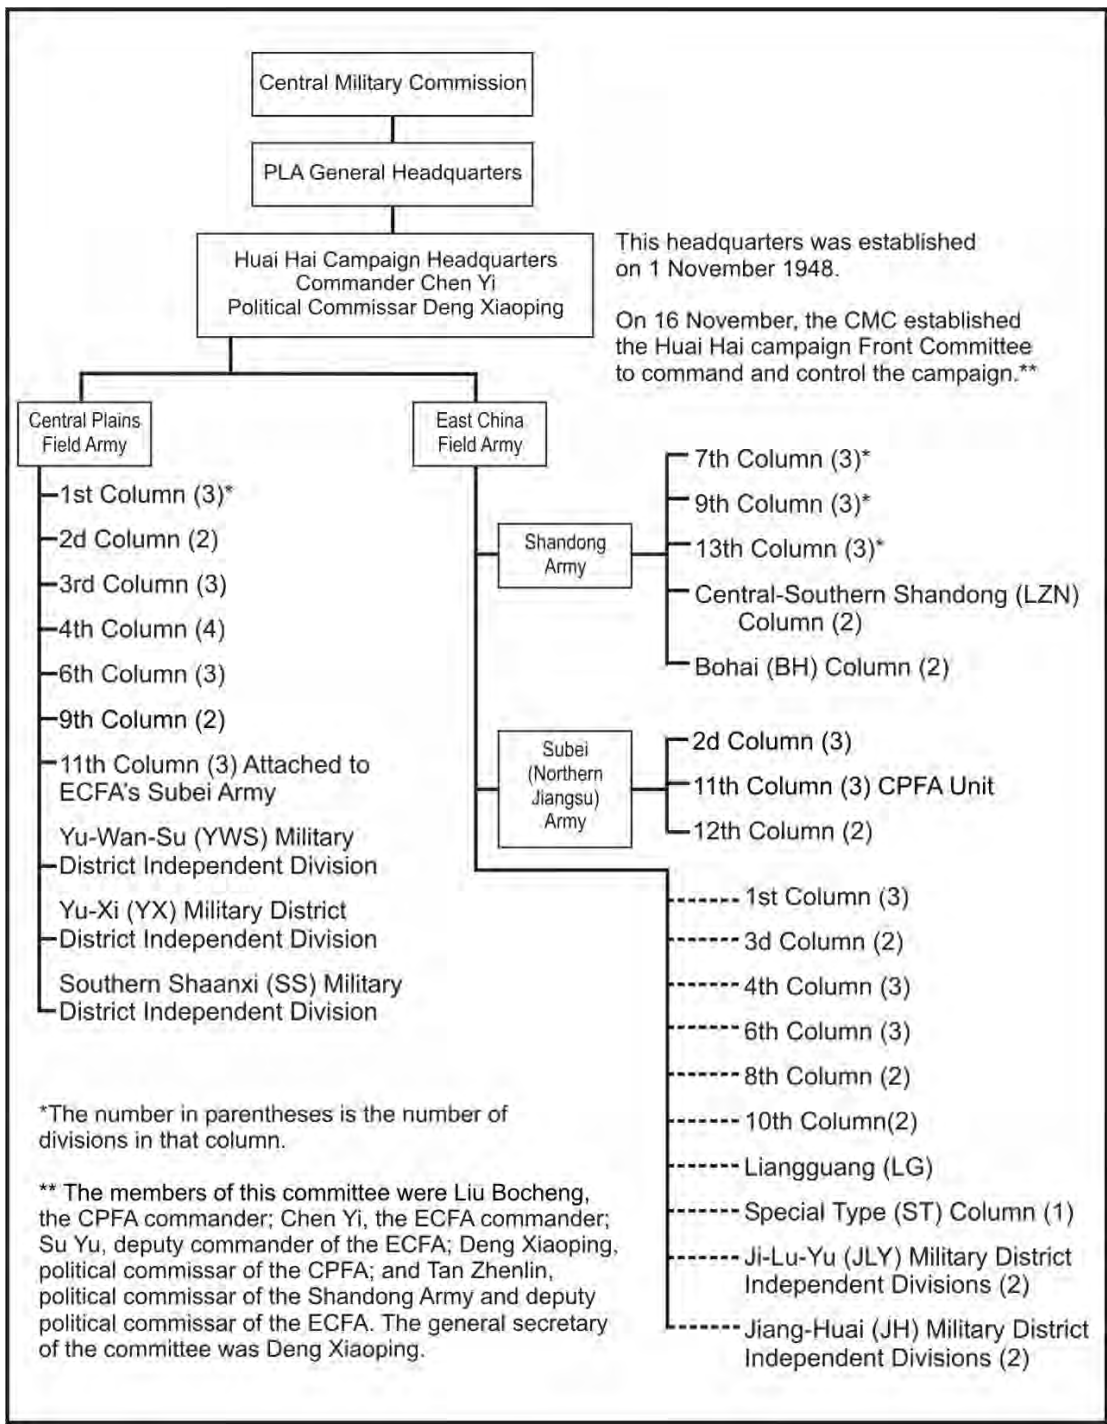 Central Military Commission
PLA General Headquarters
Huai Hai Campaign Headquarters
Commander Chen Yi
Political Commissar Deng Xiaoping
This headquarters was established
on 1 November 1948.
On 16 November, the CMC established
the Huai Hai campaign Front Committee
to command and control the campaign.**
Central Plains
Field Army
1st Column (3)*
2d Column (2)
3rd Column (3)
4th Column (4)
6th Column (3)
9th Column (2)
11th Column (3) Attached to
ECFA's Subei Army
Yu-Wan-Su (YWS) Military
District Independent Division
Yu-Xi (YX) Military District
District Independent Division
Southern Shaanxi (SS) Military
District Independent Division
East China
Field Army
Shandong
Army
7th Column (3)*
9th Column (3)*
13th Column (3)*
Central-Southern Shandong (LZN)
Column (2)
Bohai (BH) Column (2)
Subei
(Northern
Jiangsu)
Army
2d Column (3)
11th Column (3) CPFA Unit
12th Column (2)
1st Column (3)
3d Column (2)
4th Column (3)
6th Column (3)
8th Column (2)
10th Column(2)
Liangguang (LG)
Special Type (ST) Column (1)
Ji-Lu-Yu (JLY) Military District
Independent Divisions (2)
Jiang-Huai (JH) Military District
Independent Divisions (2)
*The number in parentheses is the number of
divisions in that column.
** The members of this committee were Liu Bocheng,
the CPFA commander; Chen Yi, the ECFA commander;
Su Yu, deputy commander of the ECFA; Deng Xiaoping,
political commissar of the CPFA; and Tan Zhenlin,
political commissar of the Shandong Army and deputy
political commissar of the ECFA. The general secretary
of the committee was Deng Xiaoping.